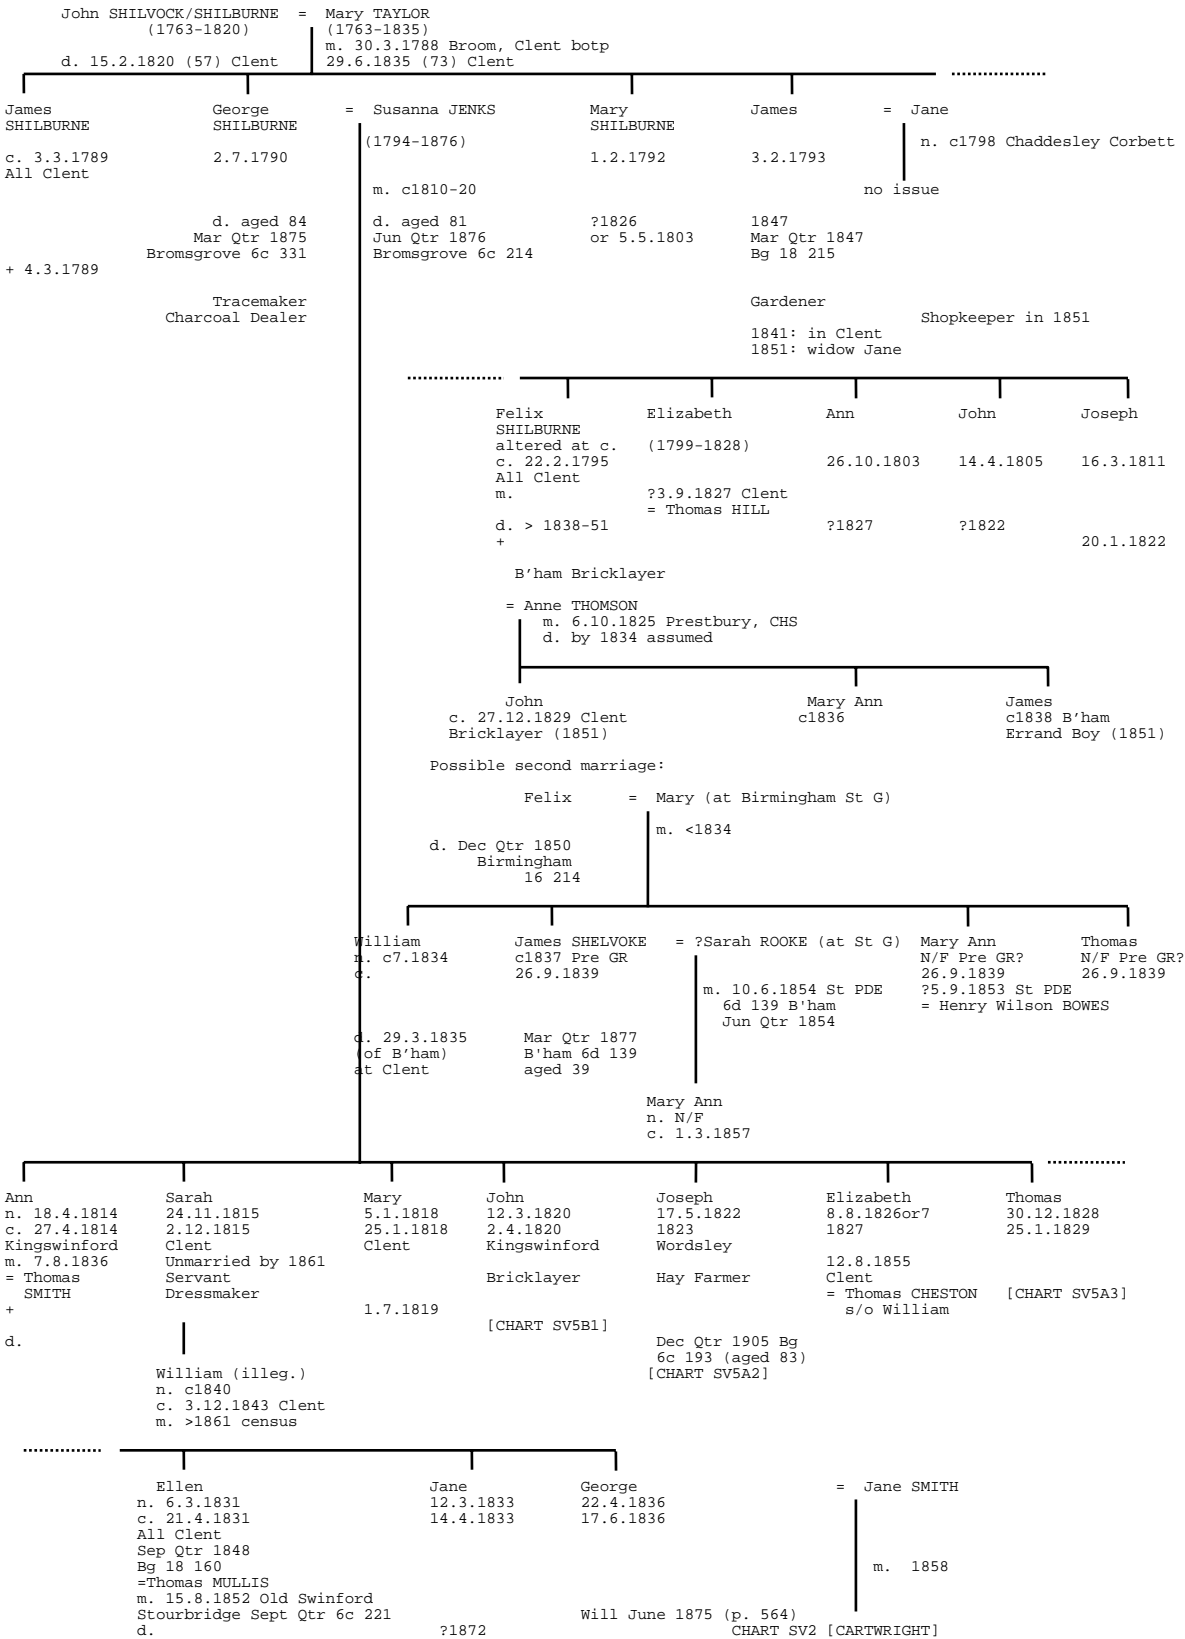 John SHILVOCK/SHILBURNE = Mary TAYLOR
(1763-1820) (1763-1835)
m. 30.3.1788 Broom, Clent botp
d. 15.2.1820 (57) Clent 29.6.1835 (73) Clent
James George = Susanna JENKS Mary James = Jane
SHILBURNE SHILBURNE SHILBURNE
(1794-1876) n. c1798 Chaddesley Corbett
c. 3.3.1789 2.7.1790 1.2.1792 3.2.1793
All Clent
m. c1810-20 no issue
d. aged 84 d. aged 81 ?1826 1847
Mar Qtr 1875 Jun Qtr 1876 or 5.5.1803 Mar Qtr 1847
Bromsgrove 6c 331 Bromsgrove 6c 214 Bg 18 215
+ 4.3.1789
Tracemaker Gardener
Charcoal Dealer Shopkeeper in 1851
1841: in Clent
1851: widow Jane
Felix Elizabeth Ann John Joseph
SHILBURNE
altered at c. (1799-1828)
c. 22.2.1795 26.10.1803 14.4.1805 16.3.1811
All Clent
m. ?3.9.1827 Clent
= Thomas HILL
d. > 1838-51 ?1827 ?1822
+ 20.1.1822
B'ham Bricklayer
= Anne THOMSON
m. 6.10.1825 Prestbury, CHS
d. by 1834 assumed
John Mary Ann James
c. 27.12.1829 Clent c1836 c1838 B'ham
Bricklayer (1851) Errand Boy (1851)
Possible second marriage:
Felix = Mary (at Birmingham St G)
m. <1834
d. Dec Qtr 1850
Birmingham
16 214
William James SHELVOKE = ?Sarah ROOKE (at St G) Mary Ann Thomas
n. c7.1834 c1837 Pre GR N/F Pre GR? N/F Pre GR?
c. 26.9.1839 26.9.1839 26.9.1839
m. 10.6.1854 St PDE ?5.9.1853 St PDE
6d 139 B'ham = Henry Wilson BOWES
Jun Qtr 1854
d. 29.3.1835 Mar Qtr 1877
(of B'ham) B'ham 6d 139
at Clent aged 39
Mary Ann
n. N/F
c. 1.3.1857
Ann Sarah Mary John Joseph Elizabeth Thomas
n. 18.4.1814 24.11.1815 5.1.1818 12.3.1820 17.5.1822 8.8.1826or7 30.12.1828
c. 27.4.1814 2.12.1815 25.1.1818 2.4.1820 1823 1827 25.1.1829
Kingswinford Clent Clent Kingswinford Wordsley
m. 7.8.1836 Unmarried by 1861 12.8.1855
= Thomas Servant Bricklayer Hay Farmer Clent
SMITH Dressmaker = Thomas CHESTON [CHART SV5A3]
+ 1.7.1819 s/o William
[CHART SV5B1]
d. Dec Qtr 1905 Bg
6c 193 (aged 83)
William (illeg.) [CHART SV5A2]
n. c1840
c. 3.12.1843 Clent
m. >1861 census
Ellen Jane George = Jane SMITH
n. 6.3.1831 12.3.1833 22.4.1836
c. 21.4.1831 14.4.1833 17.6.1836
All Clent
Sep Qtr 1848
Bg 18 160 m. 1858
=Thomas MULLIS
m. 15.8.1852 Old Swinford
Stourbridge Sept Qtr 6c 221 Will June 1875 (p. 564)
d. ?1872 CHART SV2 [CARTWRIGHT]